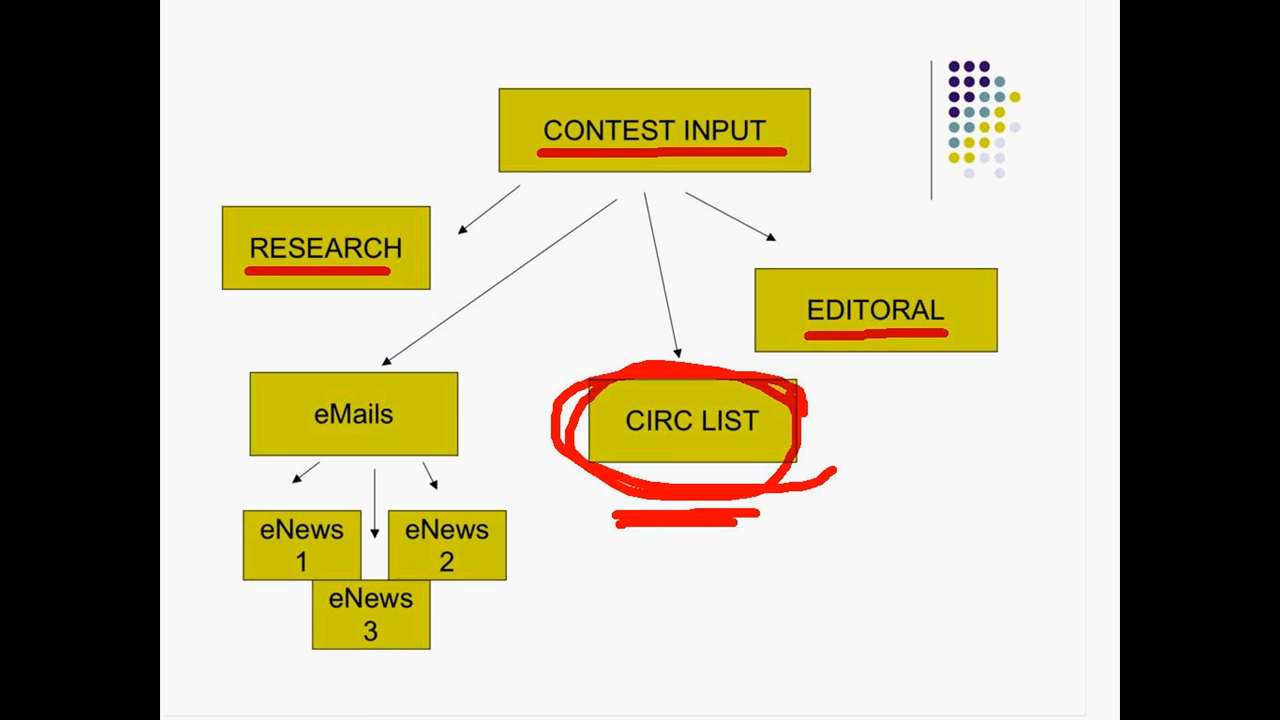 CONTEST INPUT
RESEARCH
EDITORAL
eMails
CIRC LIST
eNews
1
eNews
2
eNews
3